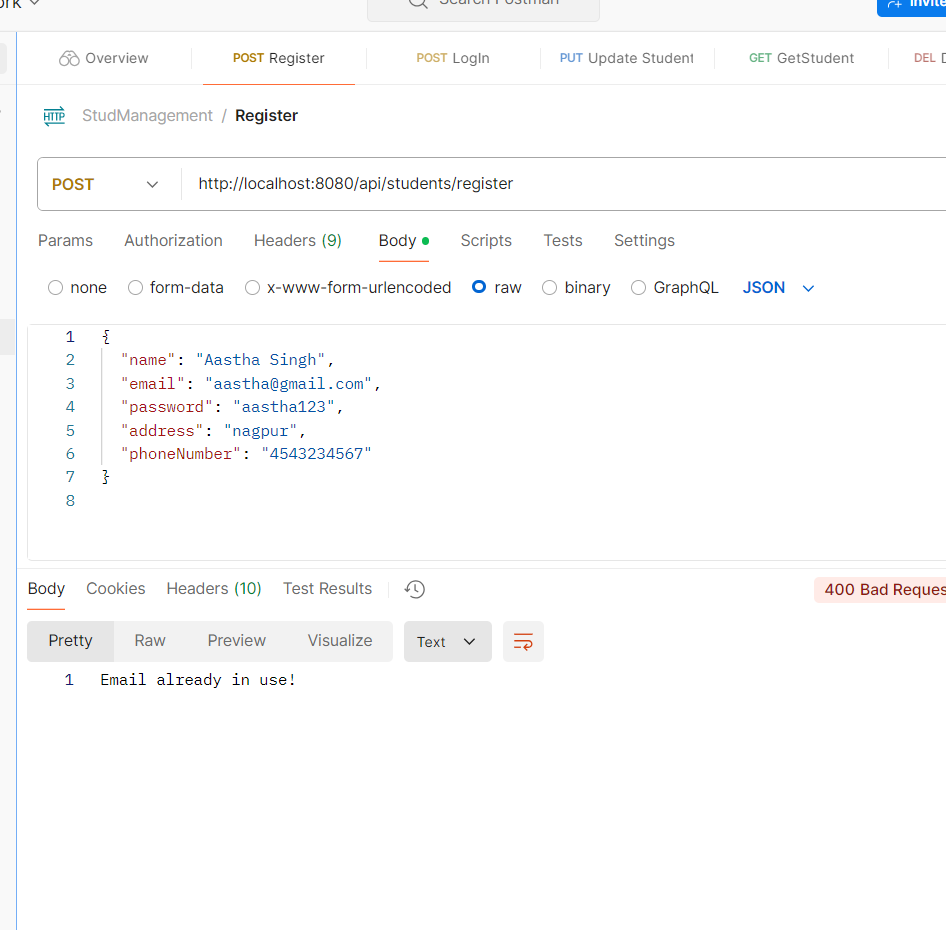 Search Postman
Invite
Overview
POST Register
POST LogIn
PUT Update Student
GET GetStudent
DEL
HTTP
StudManagement / Register
POST
http://localhost:8080/api/students/register
Params
Authorization
Headers (9)
Body
Scripts
Tests
Settings
none
form-data
x-www-form-urlencoded
raw
binary
GraphQL
JSON
1 {
2 "name": "Aastha Singh",
3 "email": "aastha@gmail.com",
4 "password": "aastha123",
5 "address": "nagpur",
6 "phoneNumber": "4543234567"
7 }
8
Body
Cookies
Headers (10)
Test Results
400 Bad Reques
Pretty
Raw
Preview
Visualize
Text
1 Email already in use!